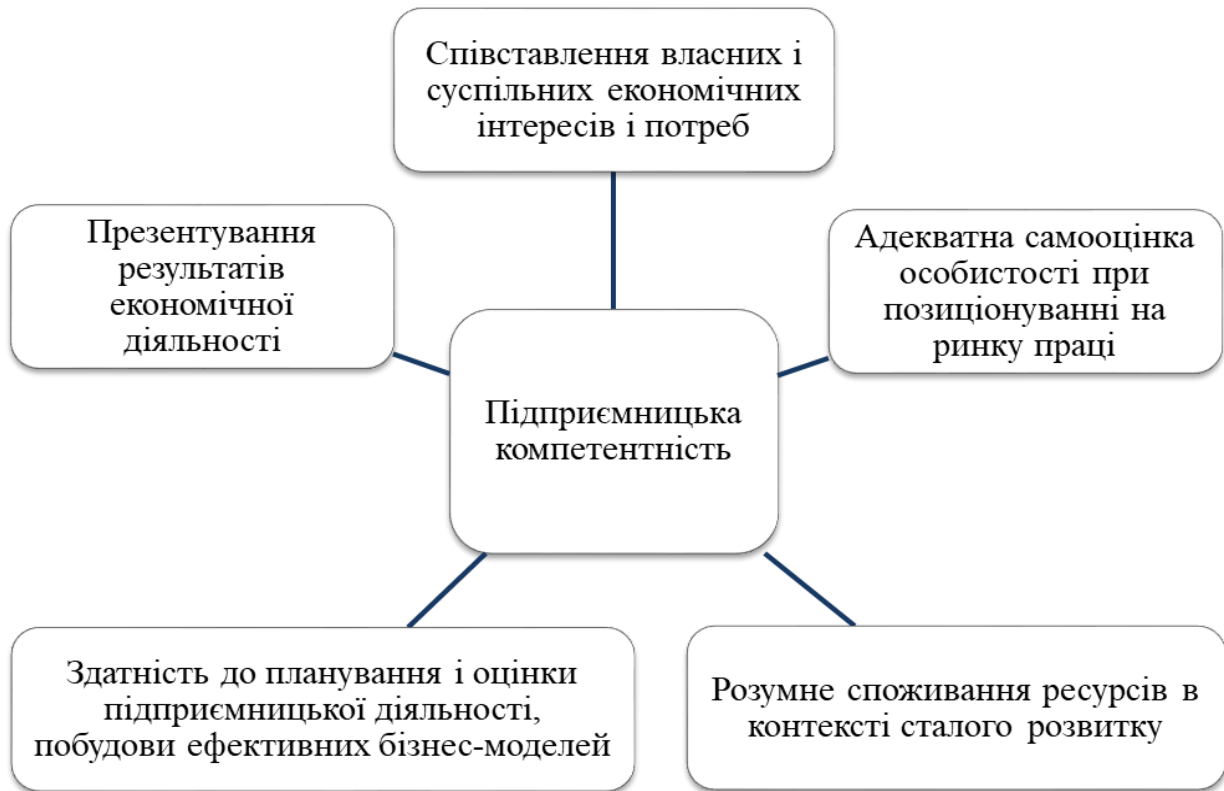 Співставлення власних і
суспільних економічних
інтересів і потреб
Презентування
результатів
економічної
діяльності
Адекватна самооцінка
особистості при
позиціонуванні на
ринку праці
Підприємницька
компетентність
Здатність до планування і оцінки
підприємницької діяльності,
побудови ефективних бізнес-моделей
Розумне споживання ресурсів в
контексті сталого розвитку